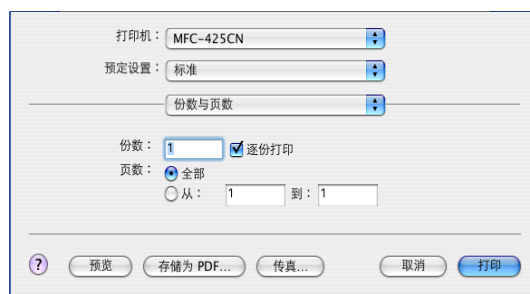 打印机： MFC-425CN
预定设置： 标准
份数与页数
份数： 1 逐份打印
页数： 全部
从： 1 到： 1
? 预览 存储为 PDF... 传真... 取消 打印